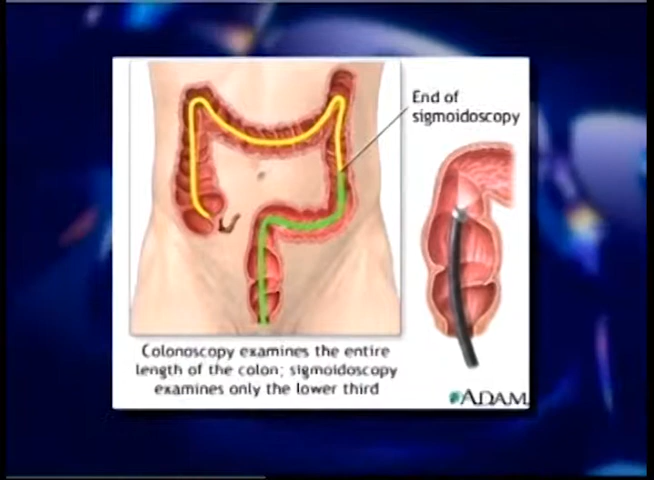 End of
sigmoidoscopy
Colonoscopy examines the entire
length of the colon; sigmoidoscopy
examines only the lower third
ADAM